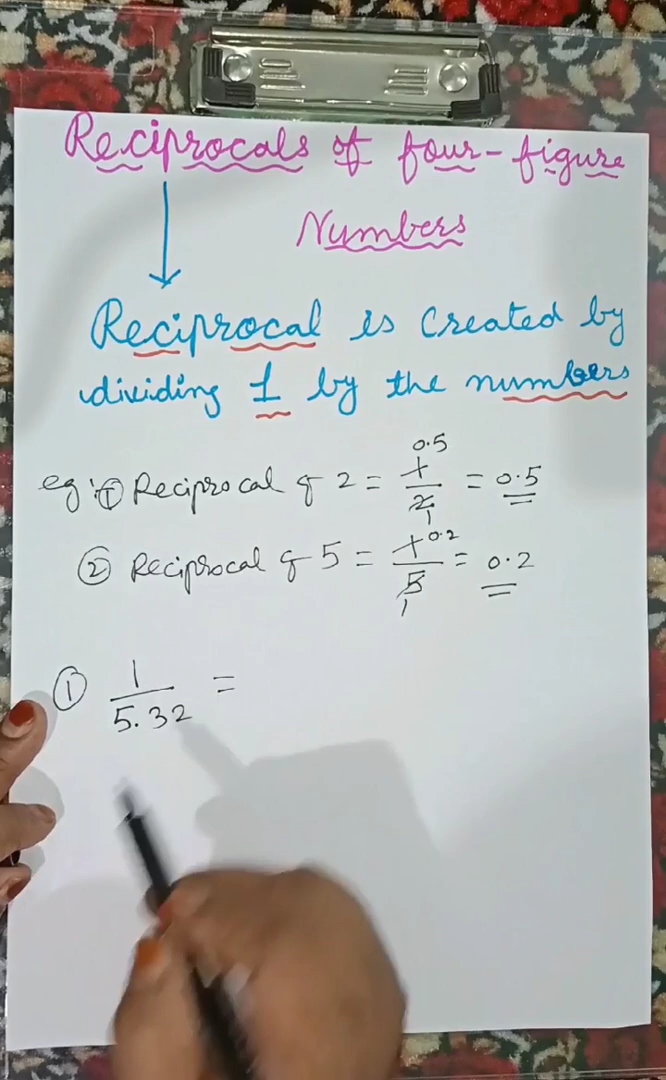 Reciprocals of four-figure
Numbers
Reciprocal is created by
dividing 1 by the numbers
eg:① Reciprocal of 2 = 1/2 = 0.5
② Reciprocal of 5 = 1/5 = 0.2
① 1/5.32 =